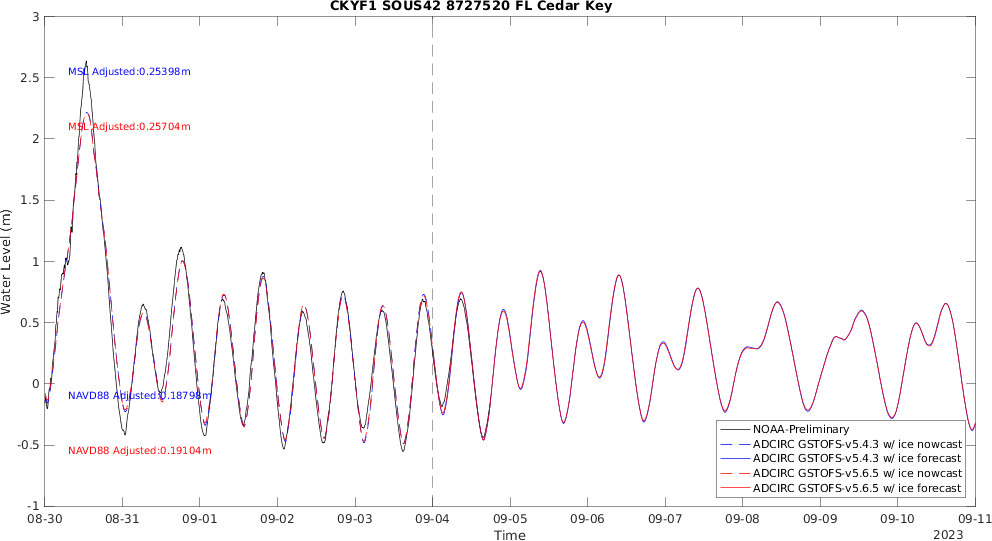 CKYF1 SOUS42 8727520 FL Cedar Key
Water Level (m)
3
2.5
2
1.5
1
0.5
0
-0.5
-1
MSL Adjusted:0.25398m
MSL Adjusted:0.25704m
NAVD88 Adjusted:0.18798m
NAVD88 Adjusted:0.19104m
NOAA-Preliminary
ADCIRC GSTOFS-v5.4.3 w/ ice nowcast
ADCIRC GSTOFS-v5.4.3 w/ ice forecast
ADCIRC GSTOFS-v5.6.5 w/ ice nowcast
ADCIRC GSTOFS-v5.6.5 w/ ice forecast
08-30 08-31 09-01 09-02 09-03 09-04 09-05 09-06 09-07 09-08 09-09 09-10 09-11
Time
2023